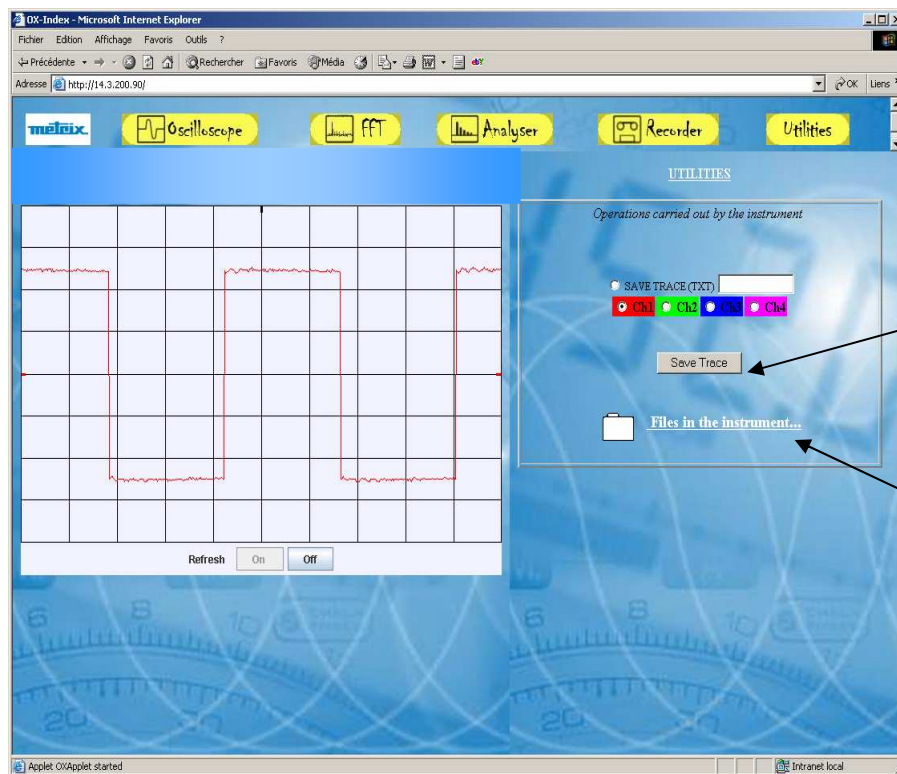 OX-Index - Microsoft Internet Explorer
Fichier Edition Affichage Favoris Outils ?
Précédente Rechercher Favoris Média
Adresse http://14.3.200.90/ OK Liens
metrix Oscilloscope FFT Analyser Recorder Utilities
UTILITIES
Operations carried out by the instrument
SAVE TRACE (TXT)
Ch1 Ch2 Ch3 Ch4
Save Trace
Files in the instrument...
Refresh On Off
Applet OXApplet started Intranet local